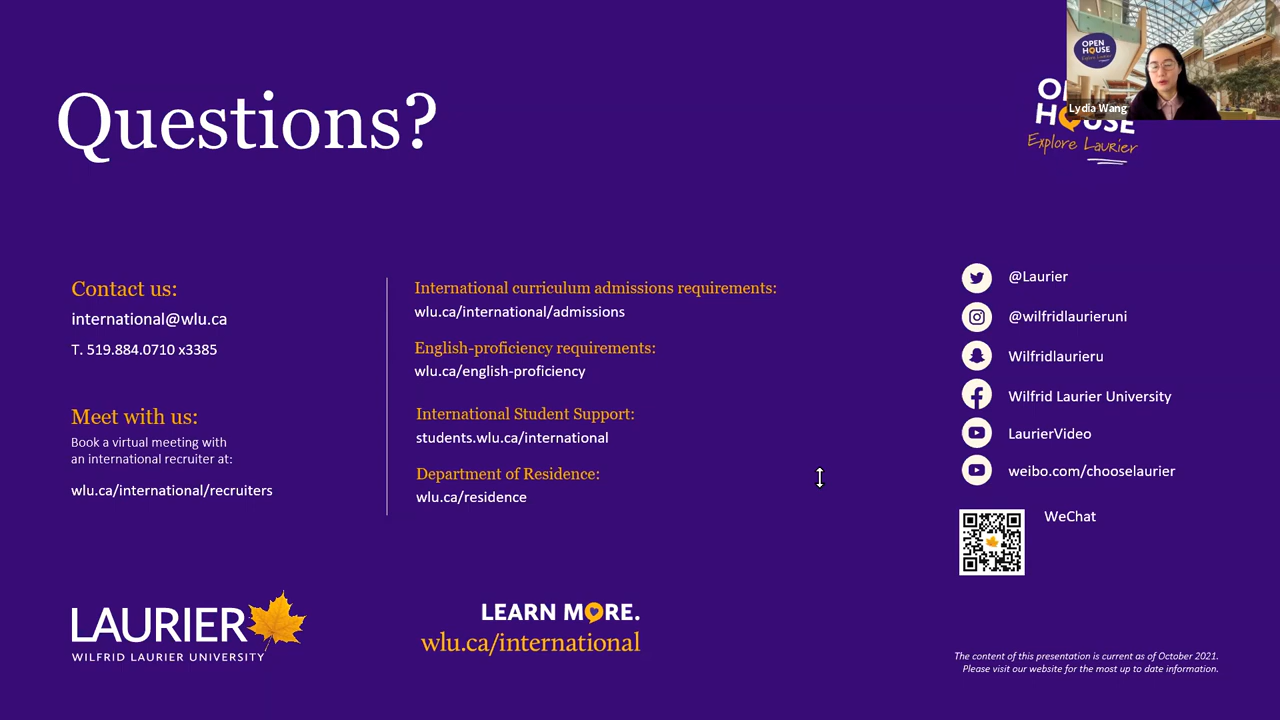 Questions?
OPEN
HOUSE
Explore Laurier
Lydia Wang
HOUSE
Explore Laurier
Contact us:
international@wlu.ca
T. 519.884.0710 x3385
Meet with us:
Book a virtual meeting with
an international recruiter at:
wlu.ca/international/recruiters
International curriculum admissions requirements:
wlu.ca/international/admissions
English-proficiency requirements:
wlu.ca/english-proficiency
International Student Support:
students.wlu.ca/international
Department of Residence:
wlu.ca/residence
@Laurier
@wilfridlaurieruni
Wilfridlaurieru
Wilfrid Laurier University
LaurierVideo
weibo.com/chooselaurier
WeChat
LAURIER
WILFRID LAURIER UNIVERSITY
LEARN MORE.
wlu.ca/international
The content of this presentation is current as of October 2021.
Please visit our website for the most up to date information.